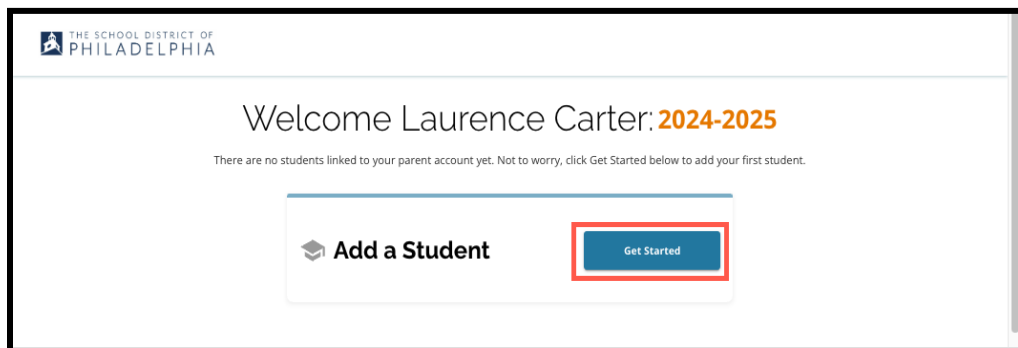 THE SCHOOL DISTRICT OF
PHILADELPHIA
Welcome Laurence Carter: 2024-2025
There are no students linked to your parent account yet. Not to worry, click Get Started below to add your first student.
Add a Student
Get Started